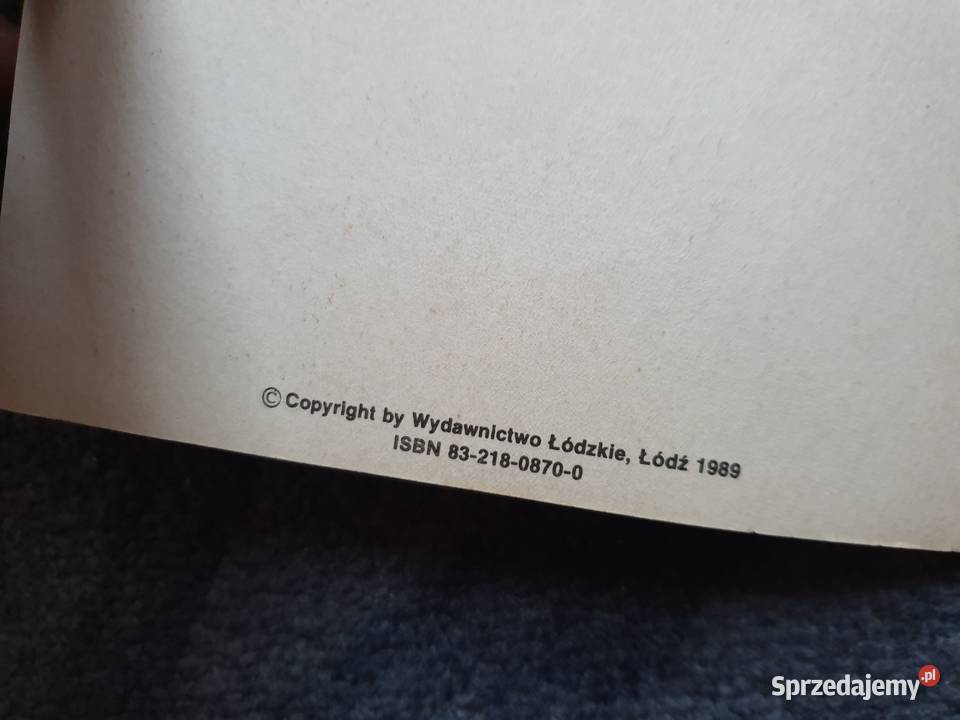 © Copyright by Wydawnictwo Łódzkie, Łódź 1989
ISBN 83-218-0870-0
Sprzedajemy.pl